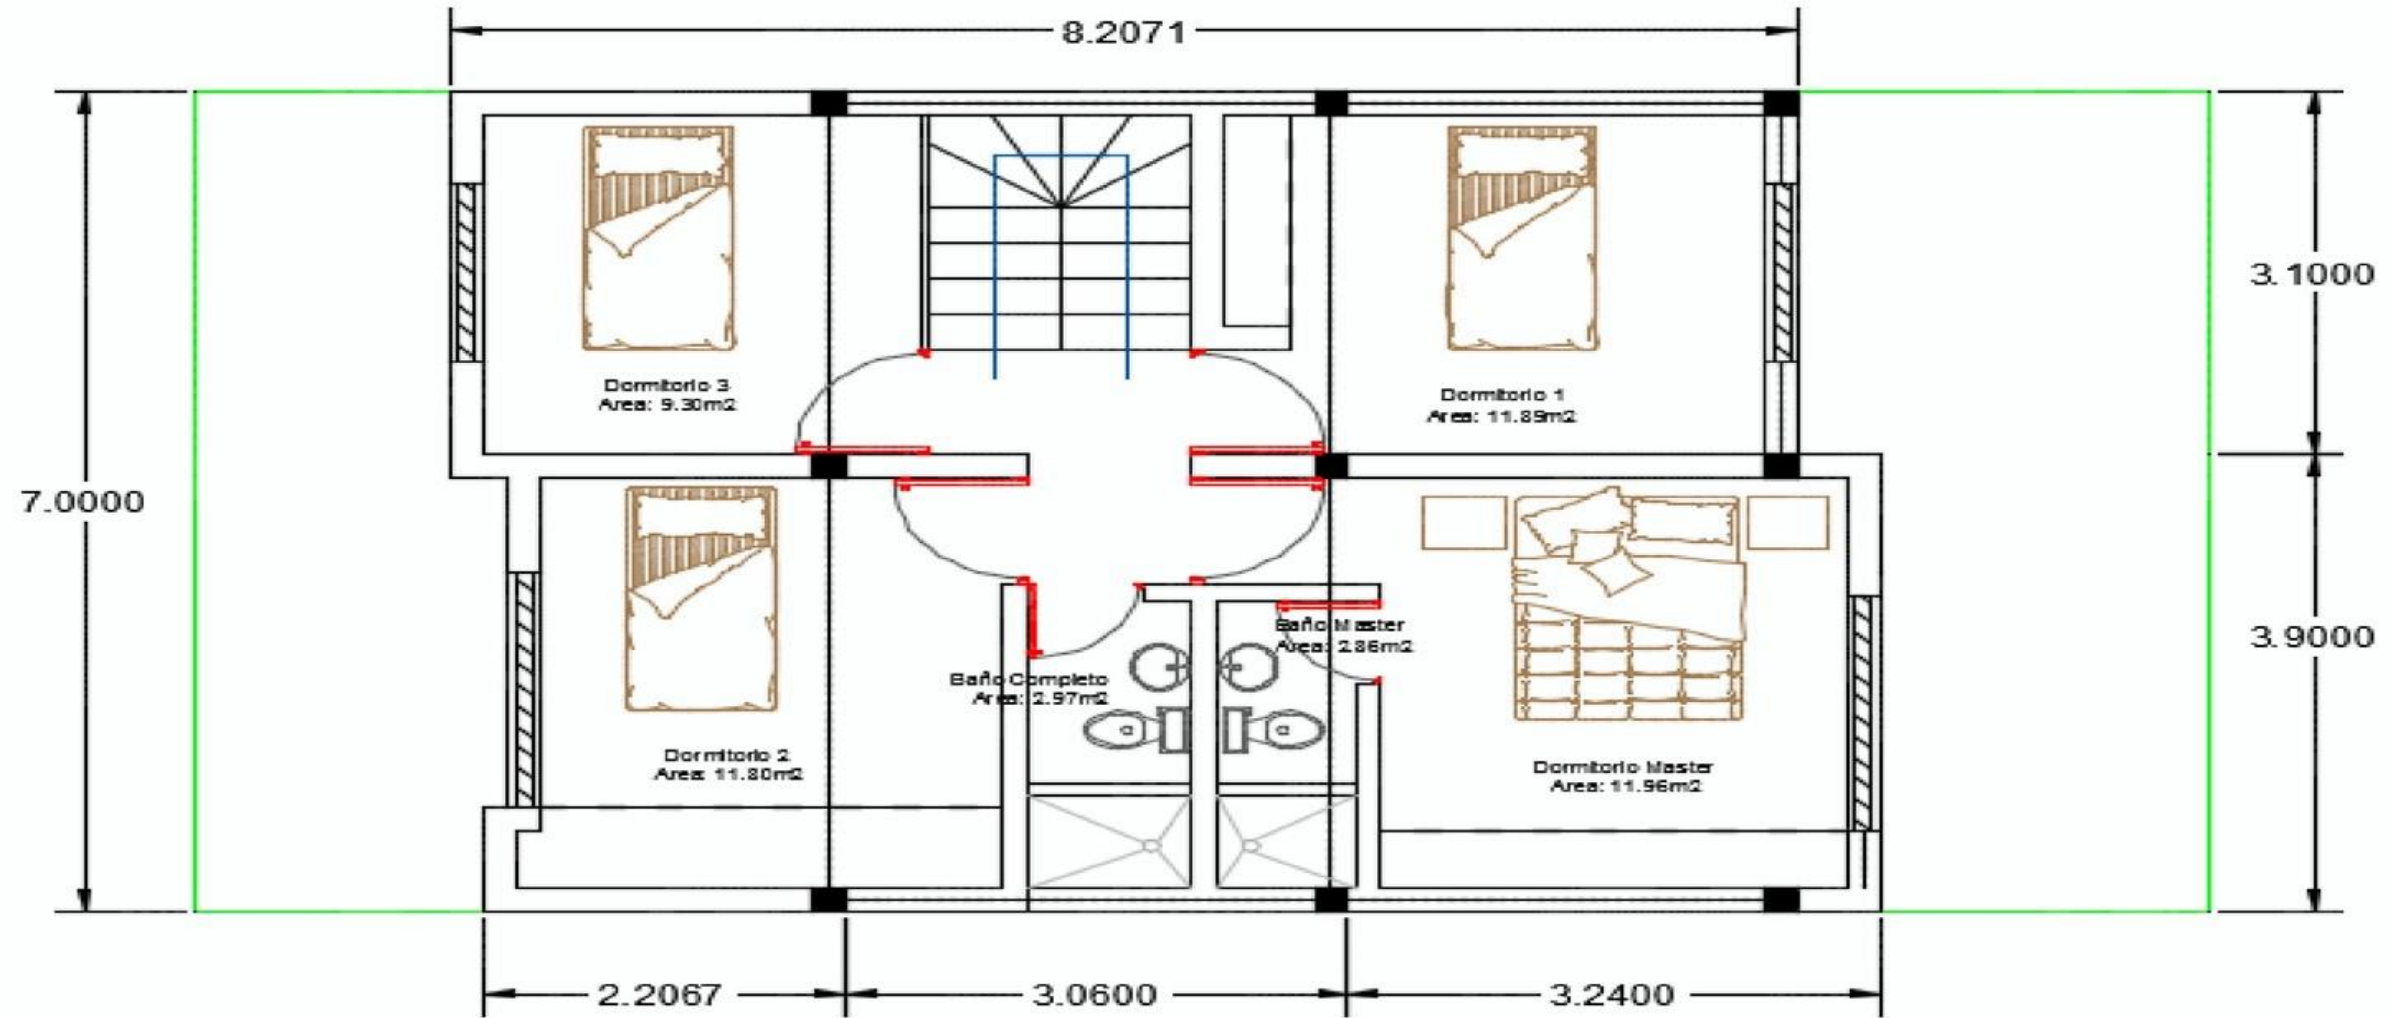 8.2071
Dormitorio 3
Area: 9.30m2
Dormitorio 1
Area: 11.89m2
3.1000
7.0000
Baño Master
Area: 2.86m2
3.9000
Baño Completo
Area: 2.97m2
Dormitorio 2
Area: 11.80m2
Dormitorio Master
Area: 11.96m2
2.2067
3.0600
3.2400